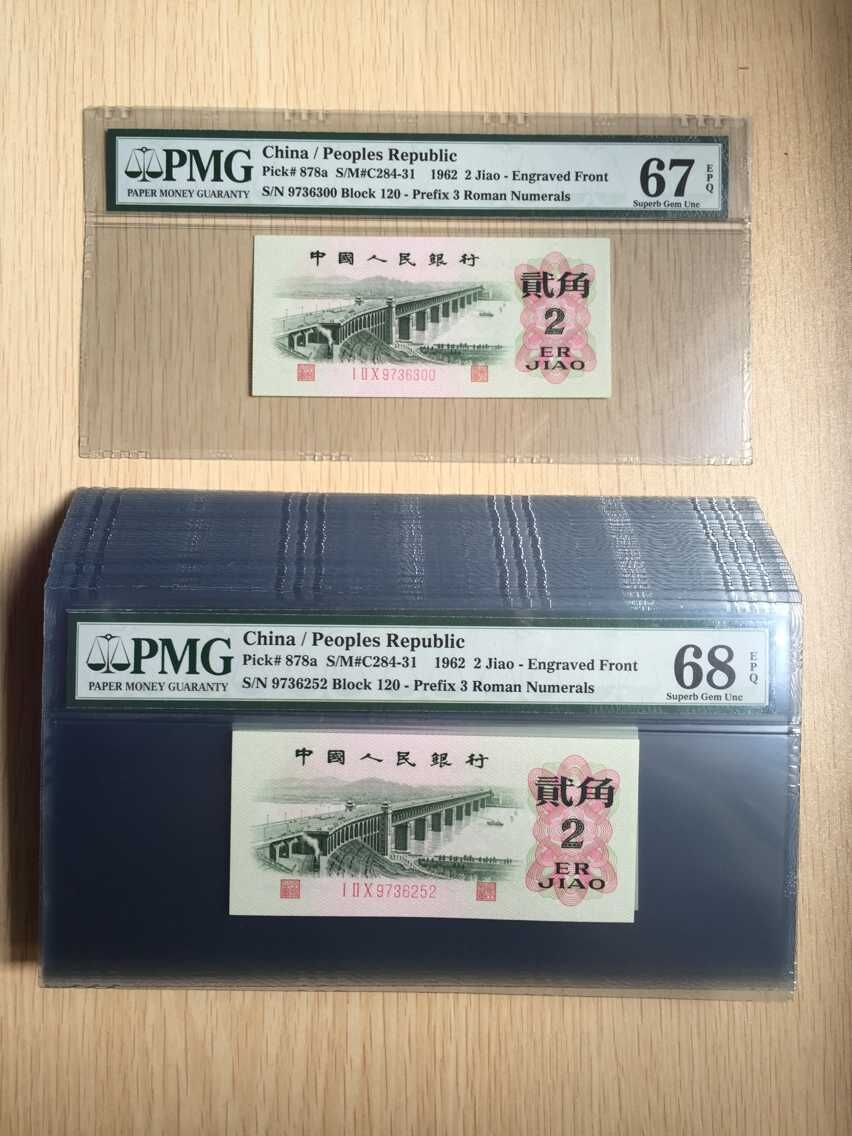 PMG
PAPER MONEY GUARANTY
China / Peoples Republic
Pick# 878a S/M#C284-31 1962 2 Jiao - Engraved Front
S/N 9736300 Block 120 - Prefix 3 Roman Numerals
67
EPQ
Superb Gem Unc
中國人民銀行
貳角
2
ER
JIAO
I II X 9736300
PMG
PAPER MONEY GUARANTY
China / Peoples Republic
Pick# 878a S/M#C284-31 1962 2 Jiao - Engraved Front
S/N 9736252 Block 120 - Prefix 3 Roman Numerals
68
EPQ
Superb Gem Unc
中國人民銀行
貳角
2
ER
JIAO
I II X 9736252